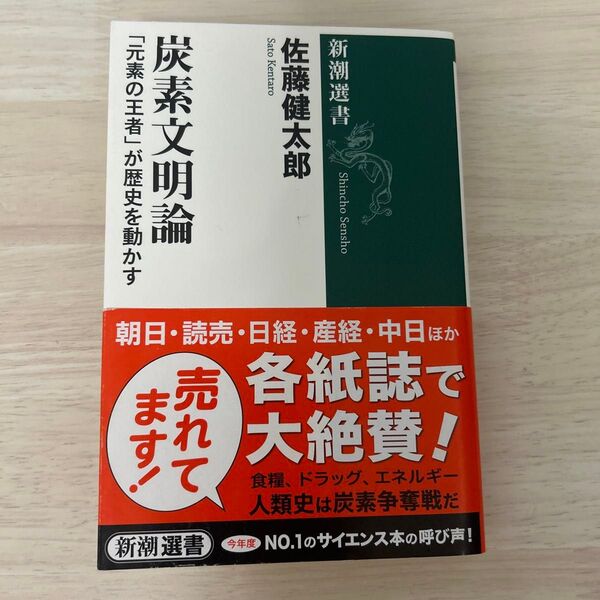 新潮選書
Shincho Sensho
佐藤健太郎
Sato Kentaro
炭素文明論
「元素の王者」が歴史を動かす
朝日・読売・日経・産経・中日ほか
各紙誌で
大絶賛!
売れて
ます!
食糧、ドラッグ、エネルギー
人類史は炭素争奪戦だ
新潮選書
今年度 NO.1のサイエンス本の呼び声!